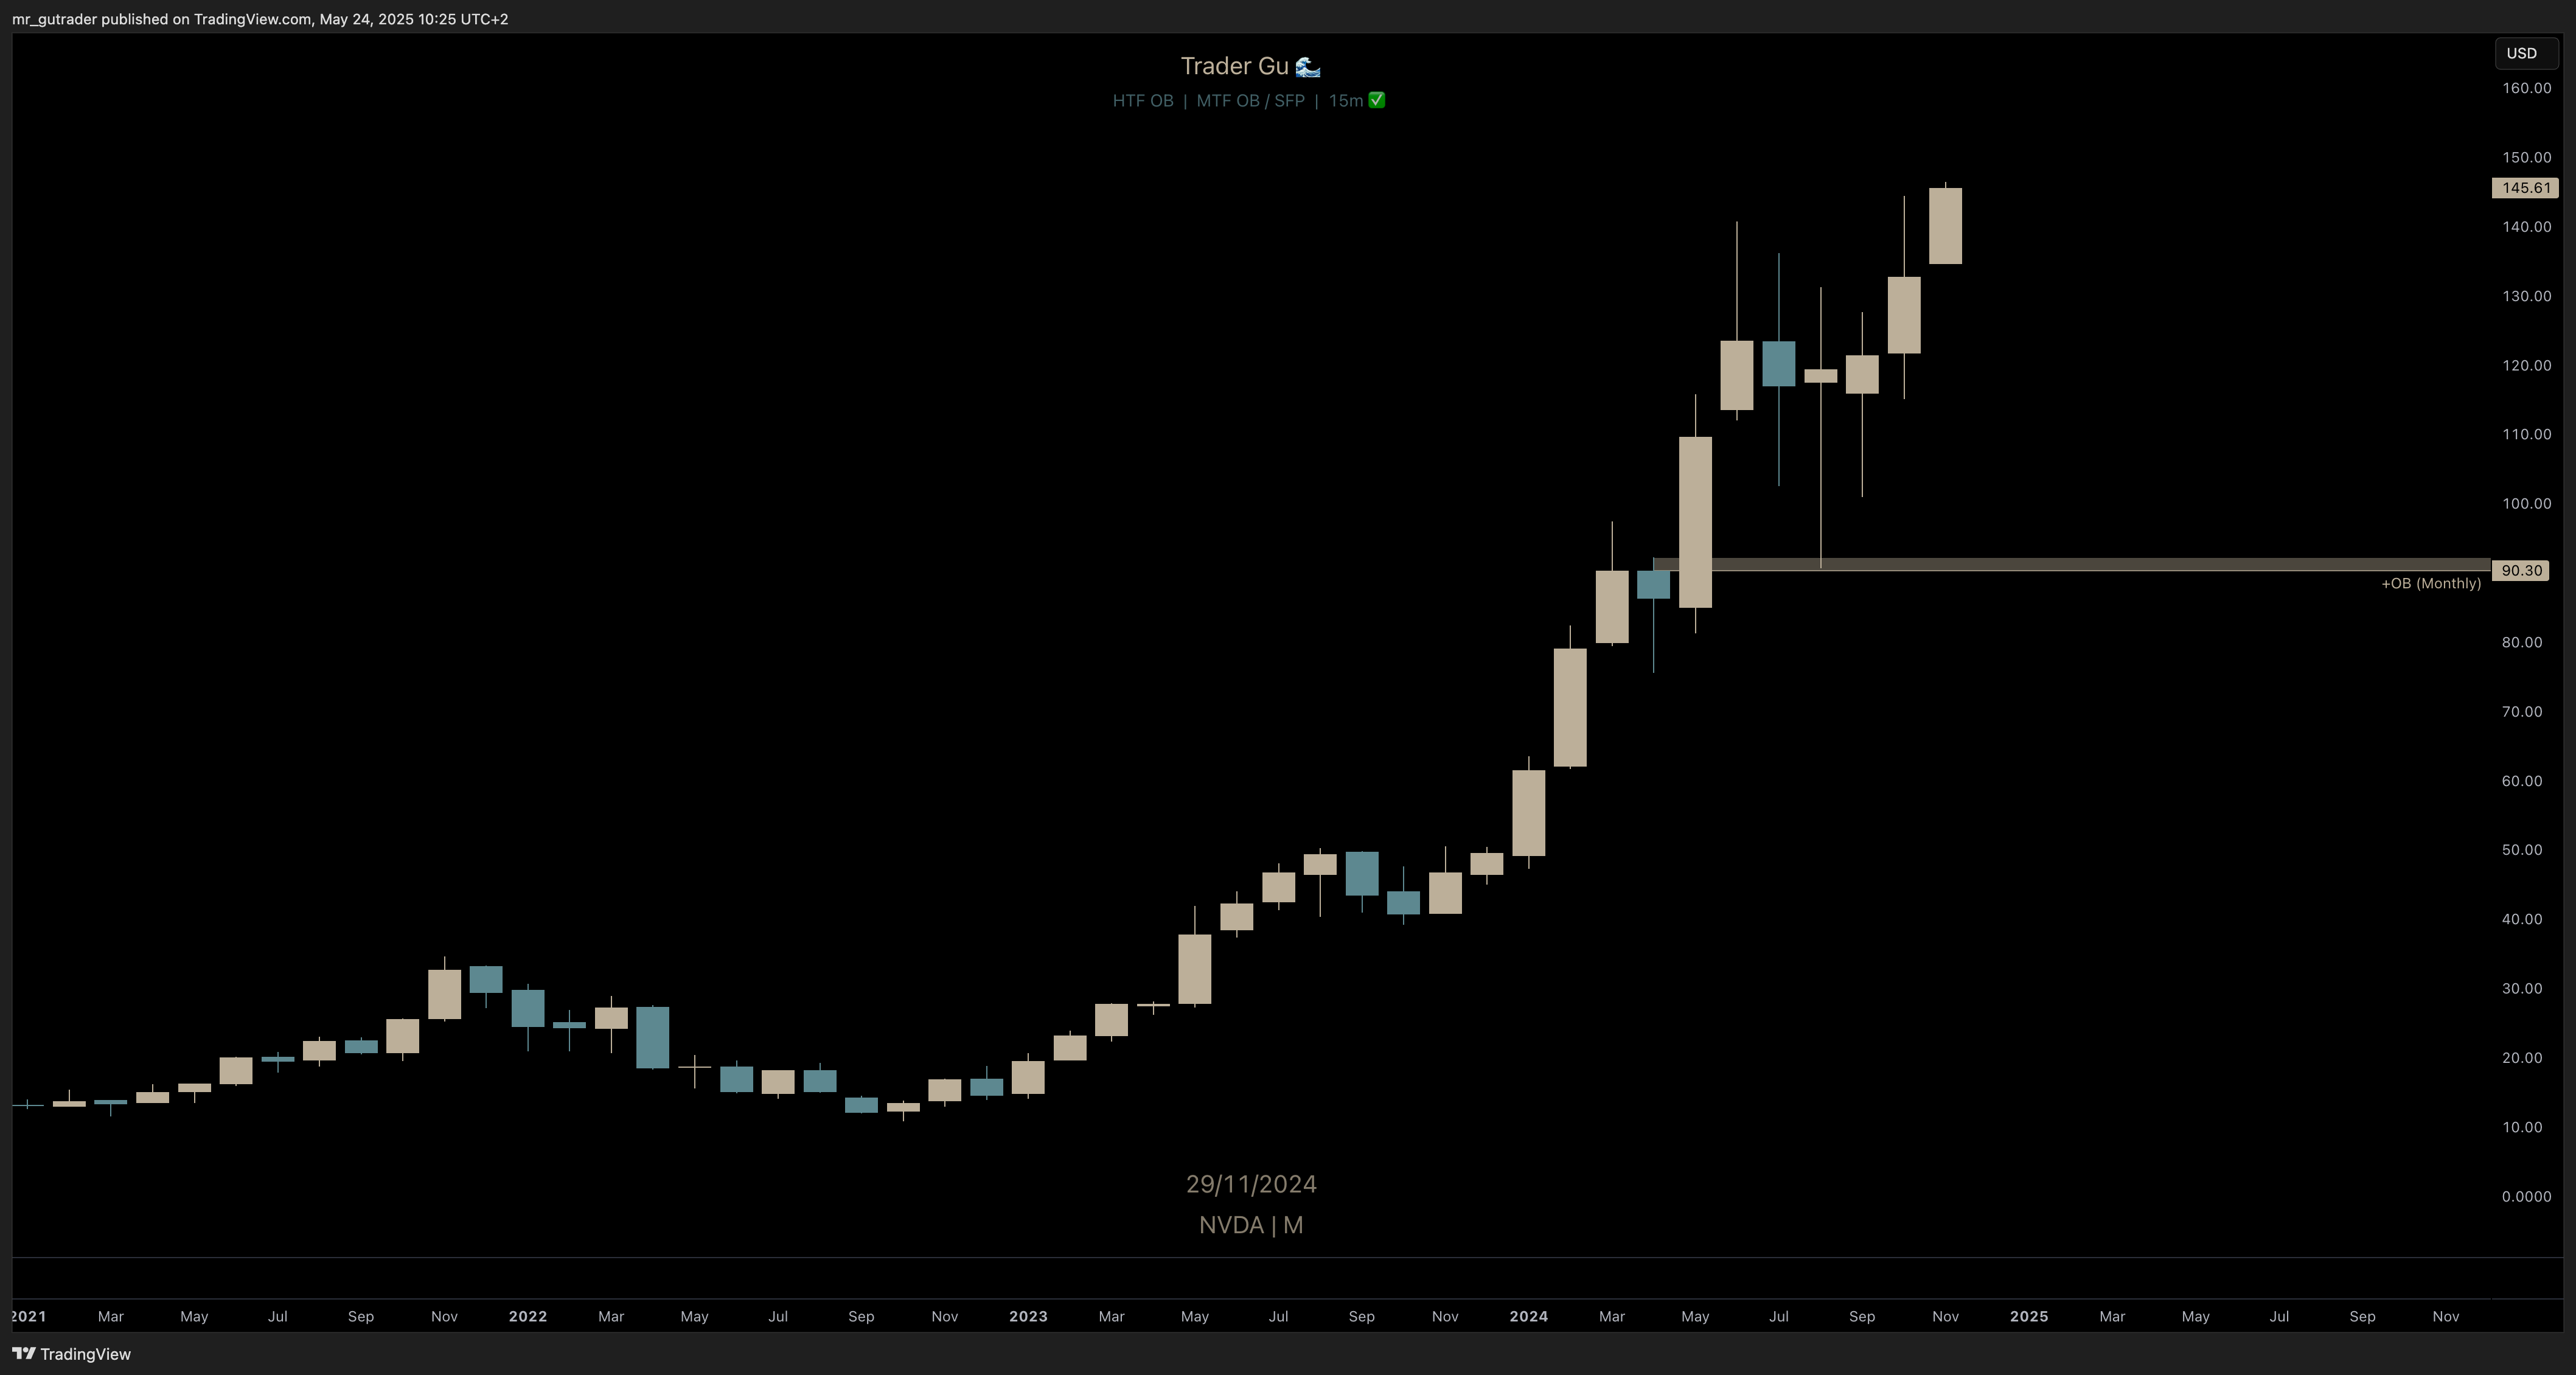 mr_gutrader published on TradingView.com, May 24, 2025 10:25 UTC+2
Trader Gu 🌊
HTF OB | MTF OB / SFP | 15m ✅
USD
160.00
150.00
145.61
140.00
130.00
120.00
110.00
100.00
90.30
+OB (Monthly)
80.00
70.00
60.00
50.00
40.00
30.00
20.00
10.00
0.0000
29/11/2024
NVDA | M
2021 Mar May Jul Sep Nov 2022 Mar May Jul Sep Nov 2023 Mar May Jul Sep Nov 2024 Mar May Jul Sep Nov 2025 Mar May Jul Sep Nov
TradingView